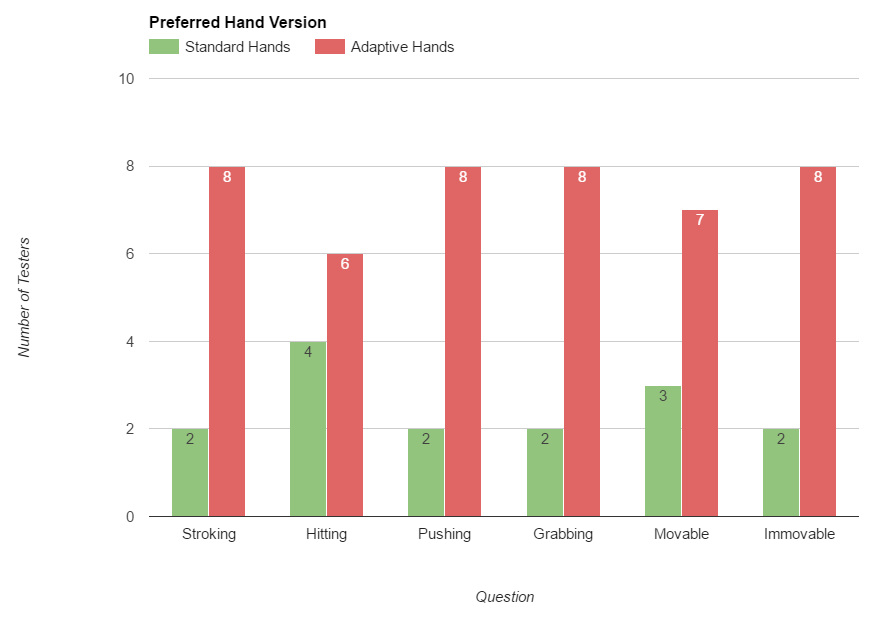 Preferred Hand Version
Standard Hands Adaptive Hands
10
8
6
4
2
0
Number of Testers
2 8 4 6 2 8 2 8 3 7 2 8
Stroking Hitting Pushing Grabbing Movable Immovable
Question